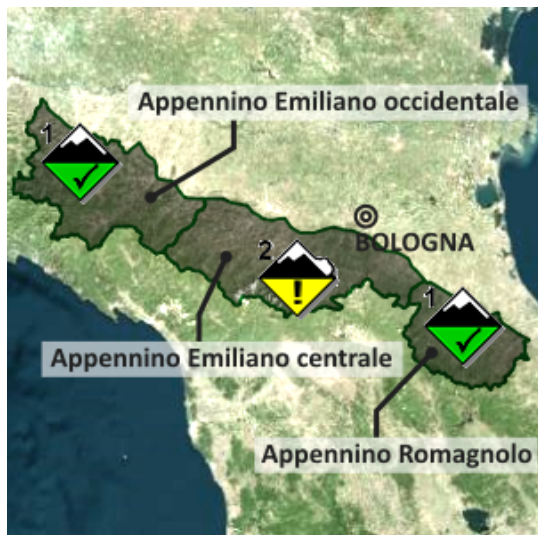 Appennino Emiliano occidentale
1
BOLOGNA
2
!
1
Appennino Emiliano centrale
Appennino Romagnolo